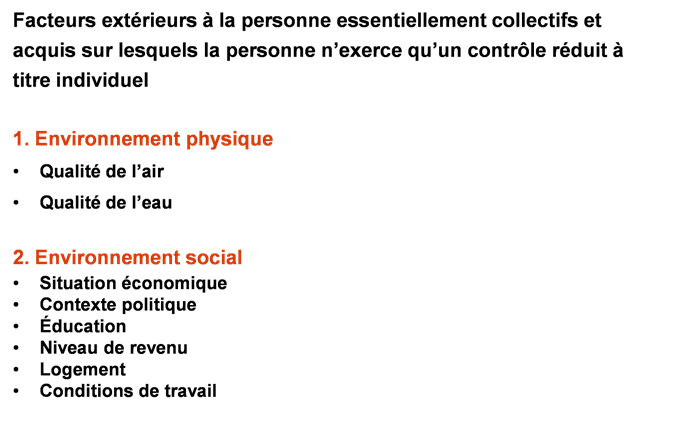 Facteurs extérieurs à la personne essentiellement collectifs et
acquis sur lesquels la personne n’exerce qu’un contrôle réduit à
titre individuel
1. Environnement physique
• Qualité de l’air
• Qualité de l’eau
2. Environnement social
• Situation économique
• Contexte politique
• Éducation
• Niveau de revenu
• Logement
• Conditions de travail